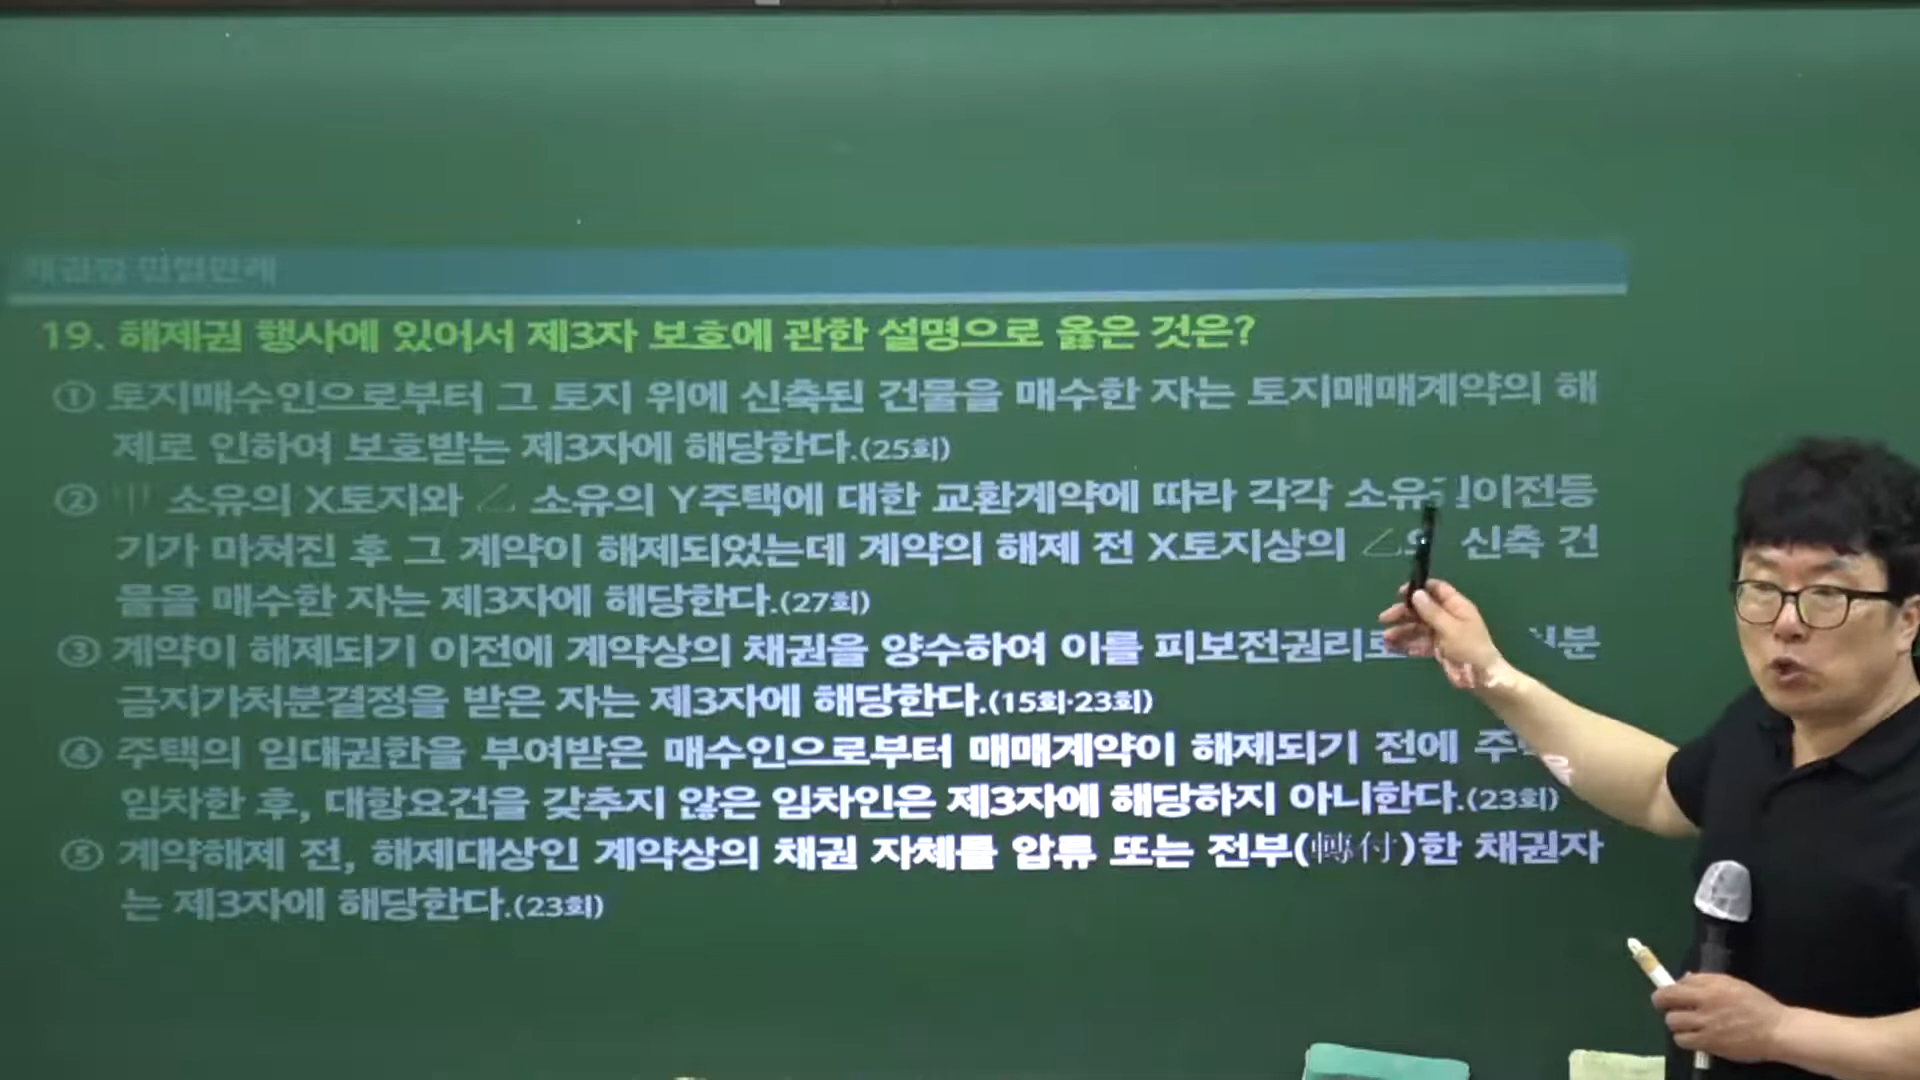 19. 해제권 행사에 있어서 제3자 보호에 관한 설명으로 옳은 것은?
① 토지매수인으로부터 그 토지 위에 신축된 건물을 매수한 자는 토지매매계약의 해
제로 인하여 보호받는 제3자에 해당한다.(25회)
② 소유의 X토지와 乙 소유의 Y주택에 대한 교환계약에 따라 각각 이전등
기가 마쳐진 후 그 계약이 해제되었는데 계약의 해제 전 X토지상의 신축 건
물을 매수한 자는 제3자에 해당한다.(27회)
③ 계약이 해제되기 이전에 계약상의 채권을 양수하여 이를
금지가처분결정을 받은 자는 제3자에 해당한다.(15회·23회)
④ 주택의 임대권한을 부여받은 매수인으로부터 매매계약이 해제되기 전에
임차한 후, 대항요건을 갖추지 않은 임차인은 제3자에 해당하지 아니한다.(23회)
⑤ 계약해제 전, 해제대상인 계약상의 채권 자체를 압류 또는 전부(轉付)한 채권자
는 제3자에 해당한다.(23회)